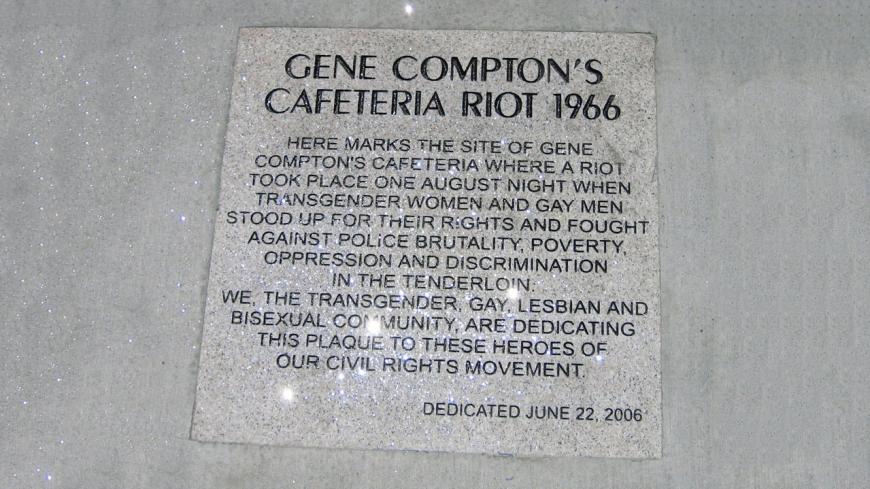 GENE COMPTON'S
CAFETERIA RIOT 1966
HERE MARKS THE SITE OF GENE
COMPTON'S CAFETERIA WHERE A RIOT
TOOK PLACE ONE AUGUST NIGHT WHEN
TRANSGENDER WOMEN AND GAY MEN
STOOD UP FOR THEIR RIGHTS AND FOUGHT
AGAINST POLICE BRUTALITY, POVERTY,
OPPRESSION AND DISCRIMINATION
IN THE TENDERLOIN.
WE, THE TRANSGENDER, GAY, LESBIAN AND
BISEXUAL COMMUNITY, ARE DEDICATING
THIS PLAQUE TO THESE HEROES OF
OUR CIVIL RIGHTS MOVEMENT.
DEDICATED JUNE 22, 2006